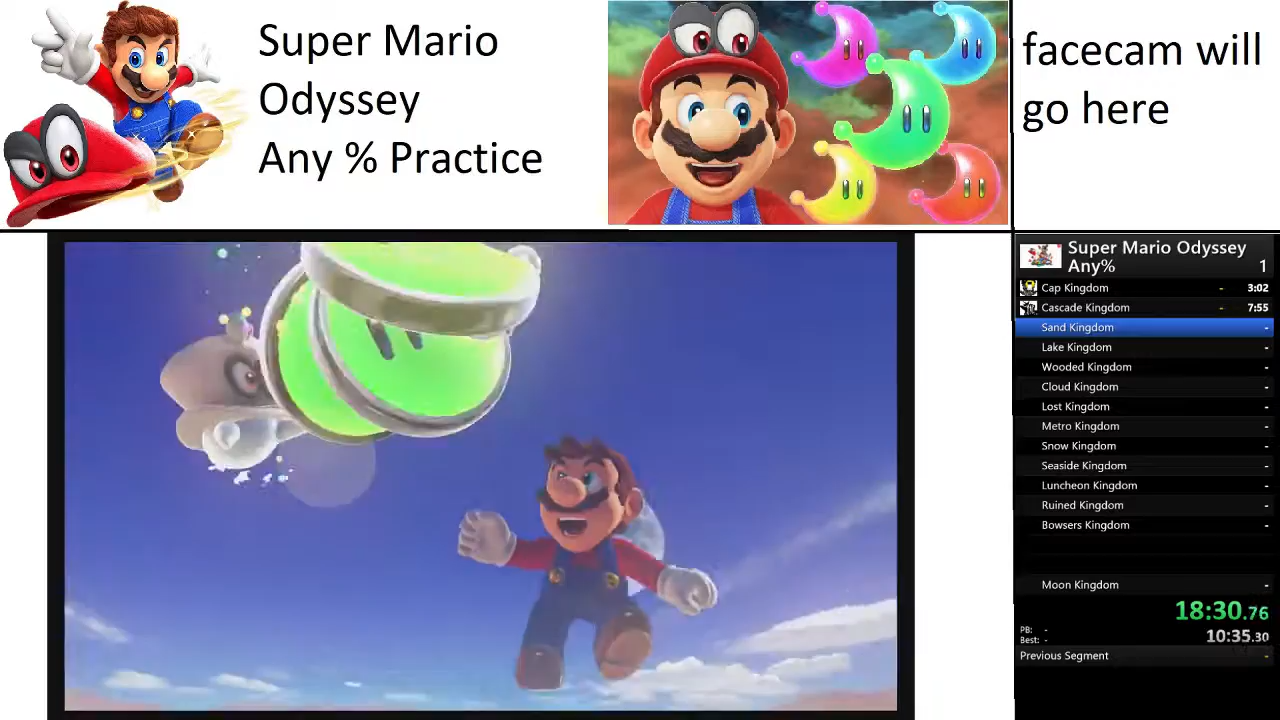 Super Mario
Odyssey
Any % Practice
facecam will
go here
Super Mario Odyssey
Any% 1
Cap Kingdom - 3:02
Cascade Kingdom - 7:55
Sand Kingdom -
Lake Kingdom -
Wooded Kingdom -
Cloud Kingdom -
Lost Kingdom -
Metro Kingdom -
Snow Kingdom -
Seaside Kingdom -
Luncheon Kingdom -
Ruined Kingdom -
Bowsers Kingdom -
Moon Kingdom -
18:30.76
PB: -
Best: - 10:35.30
Previous Segment -